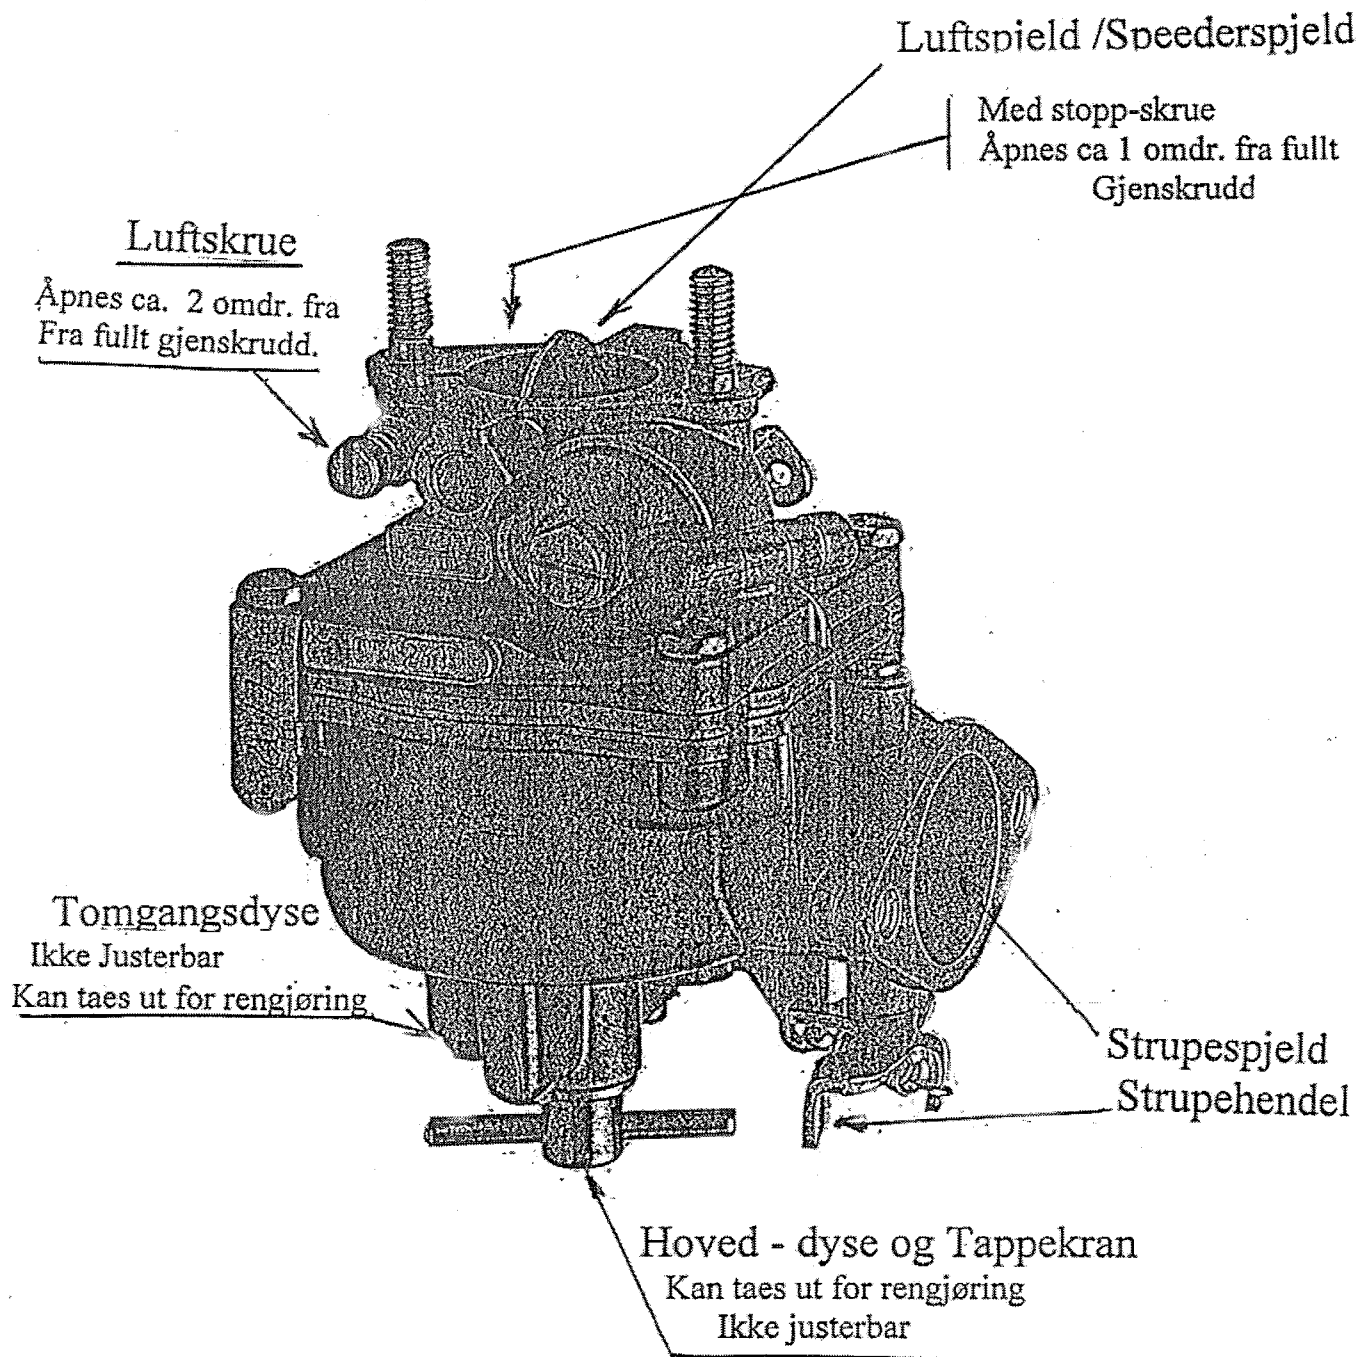 Luftspjeld /Speederspjeld
Med stopp-skrue
Åpnes ca 1 omdr. fra fullt
Gjenskrudd
Luftskrue
Åpnes ca. 2 omdr. fra
Fra fullt gjenskrudd.
Tomgangsdyse
Ikke Justerbar
Kan taes ut for rengjøring
Strupespjeld
Strupehendel
Hoved - dyse og Tappekran
Kan taes ut for rengjøring
Ikke justerbar